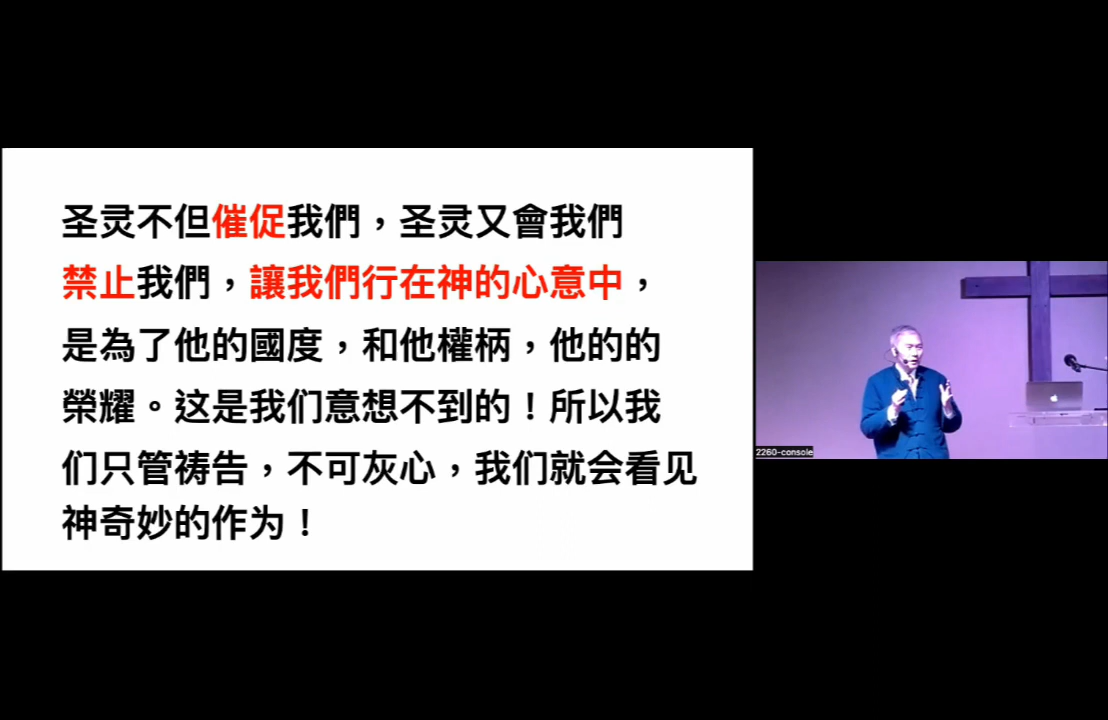 圣灵不但催促我們，圣灵又會我們
禁止我們，讓我們行在神的心意中，
是為了他的國度，和他權柄，他的的
榮耀。这是我们意想不到的！所以我
们只管祷告，不可灰心，我们就会看见
神奇妙的作为！
2260-console